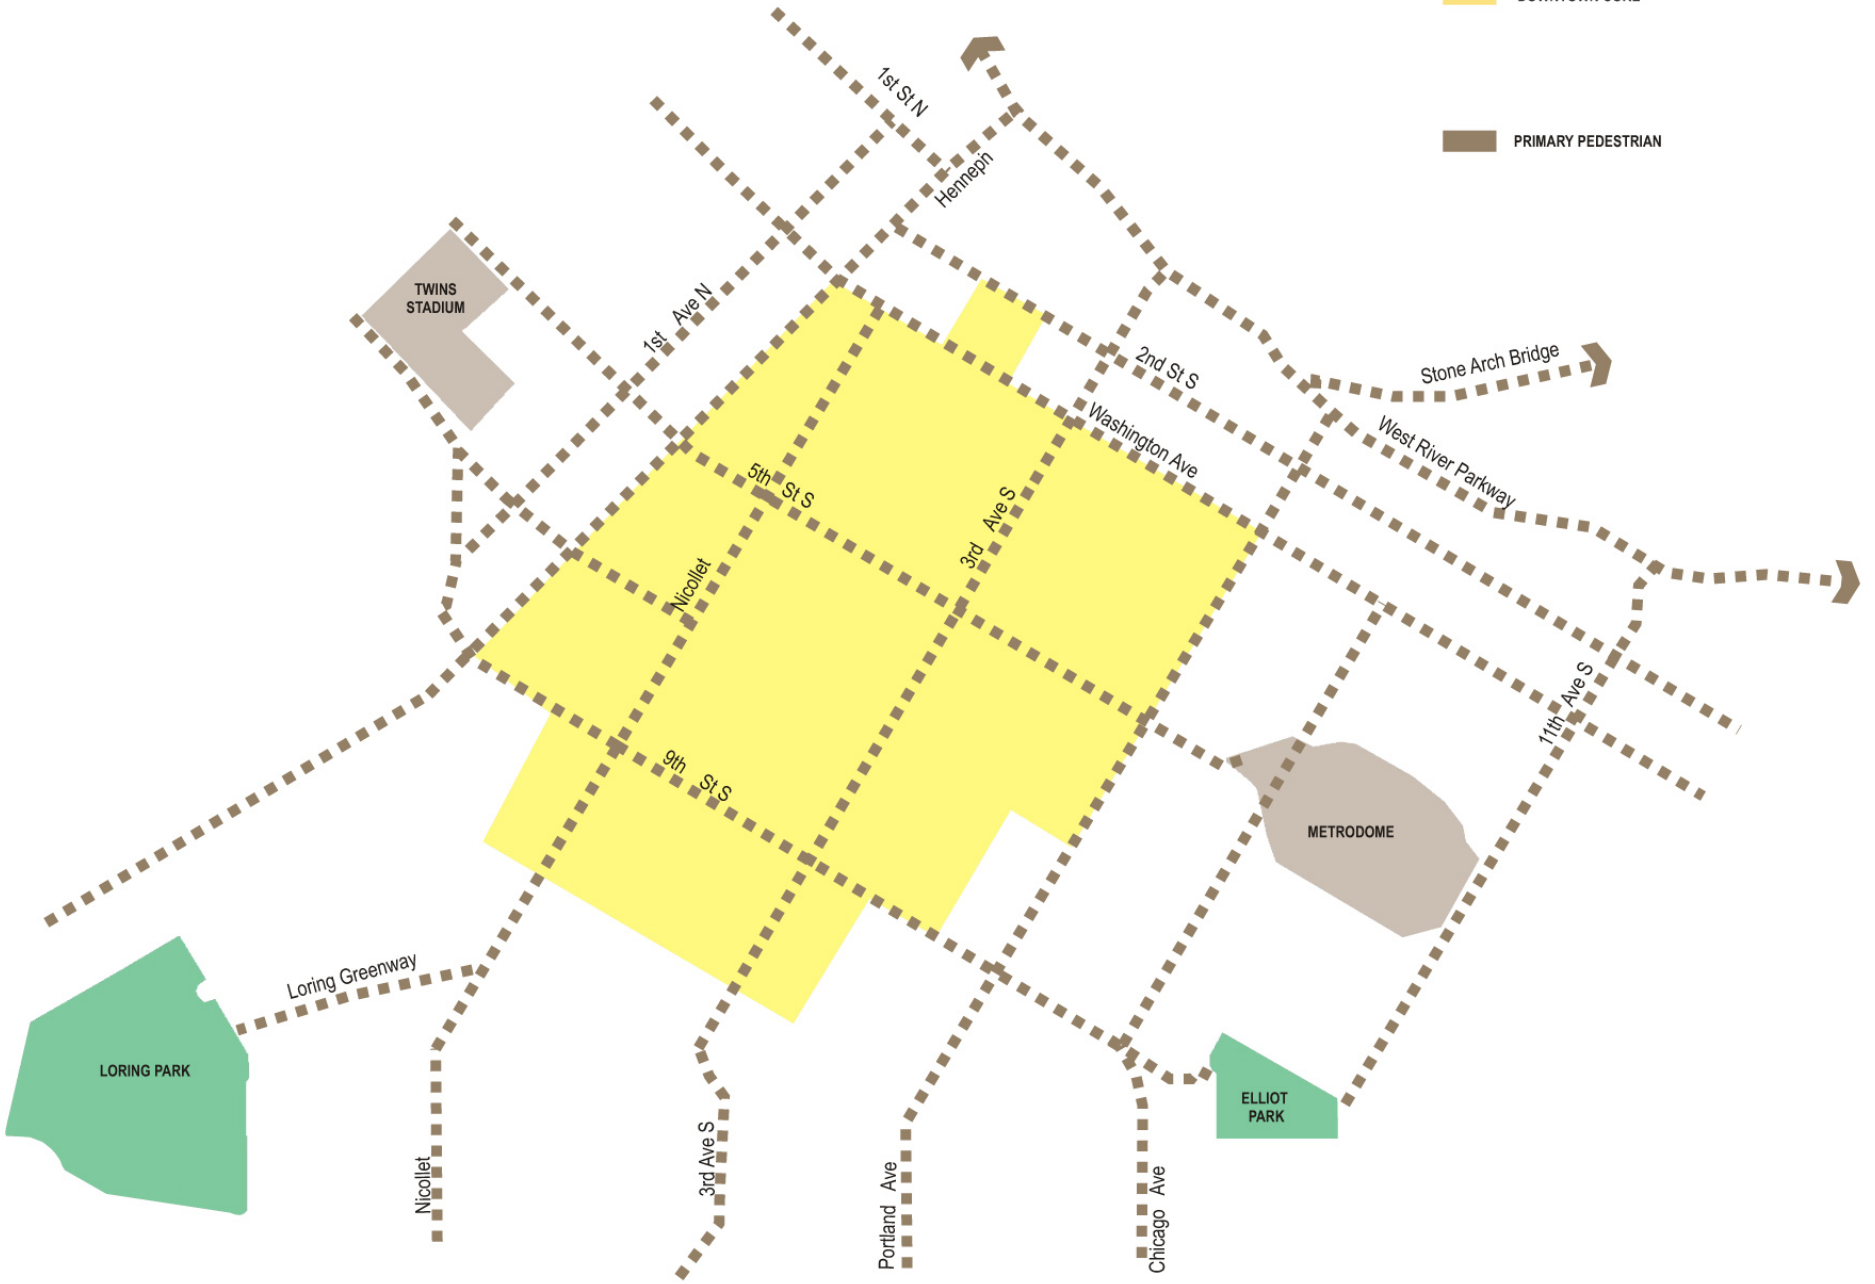 1st St N
PRIMARY PEDESTRIAN
Hennepn
TWINS
STADIUM
1st Ave N
2nd St S
Stone Arch Bridge
Washington Ave
West River Parkway
5th St S
3rd Ave S
Nicollet
11th Ave S
9th St S
METRODOME
Loring Greenway
LORING PARK
ELLIOT
PARK
Nicollet
3rd Ave S
Portland Ave
Chicago Ave